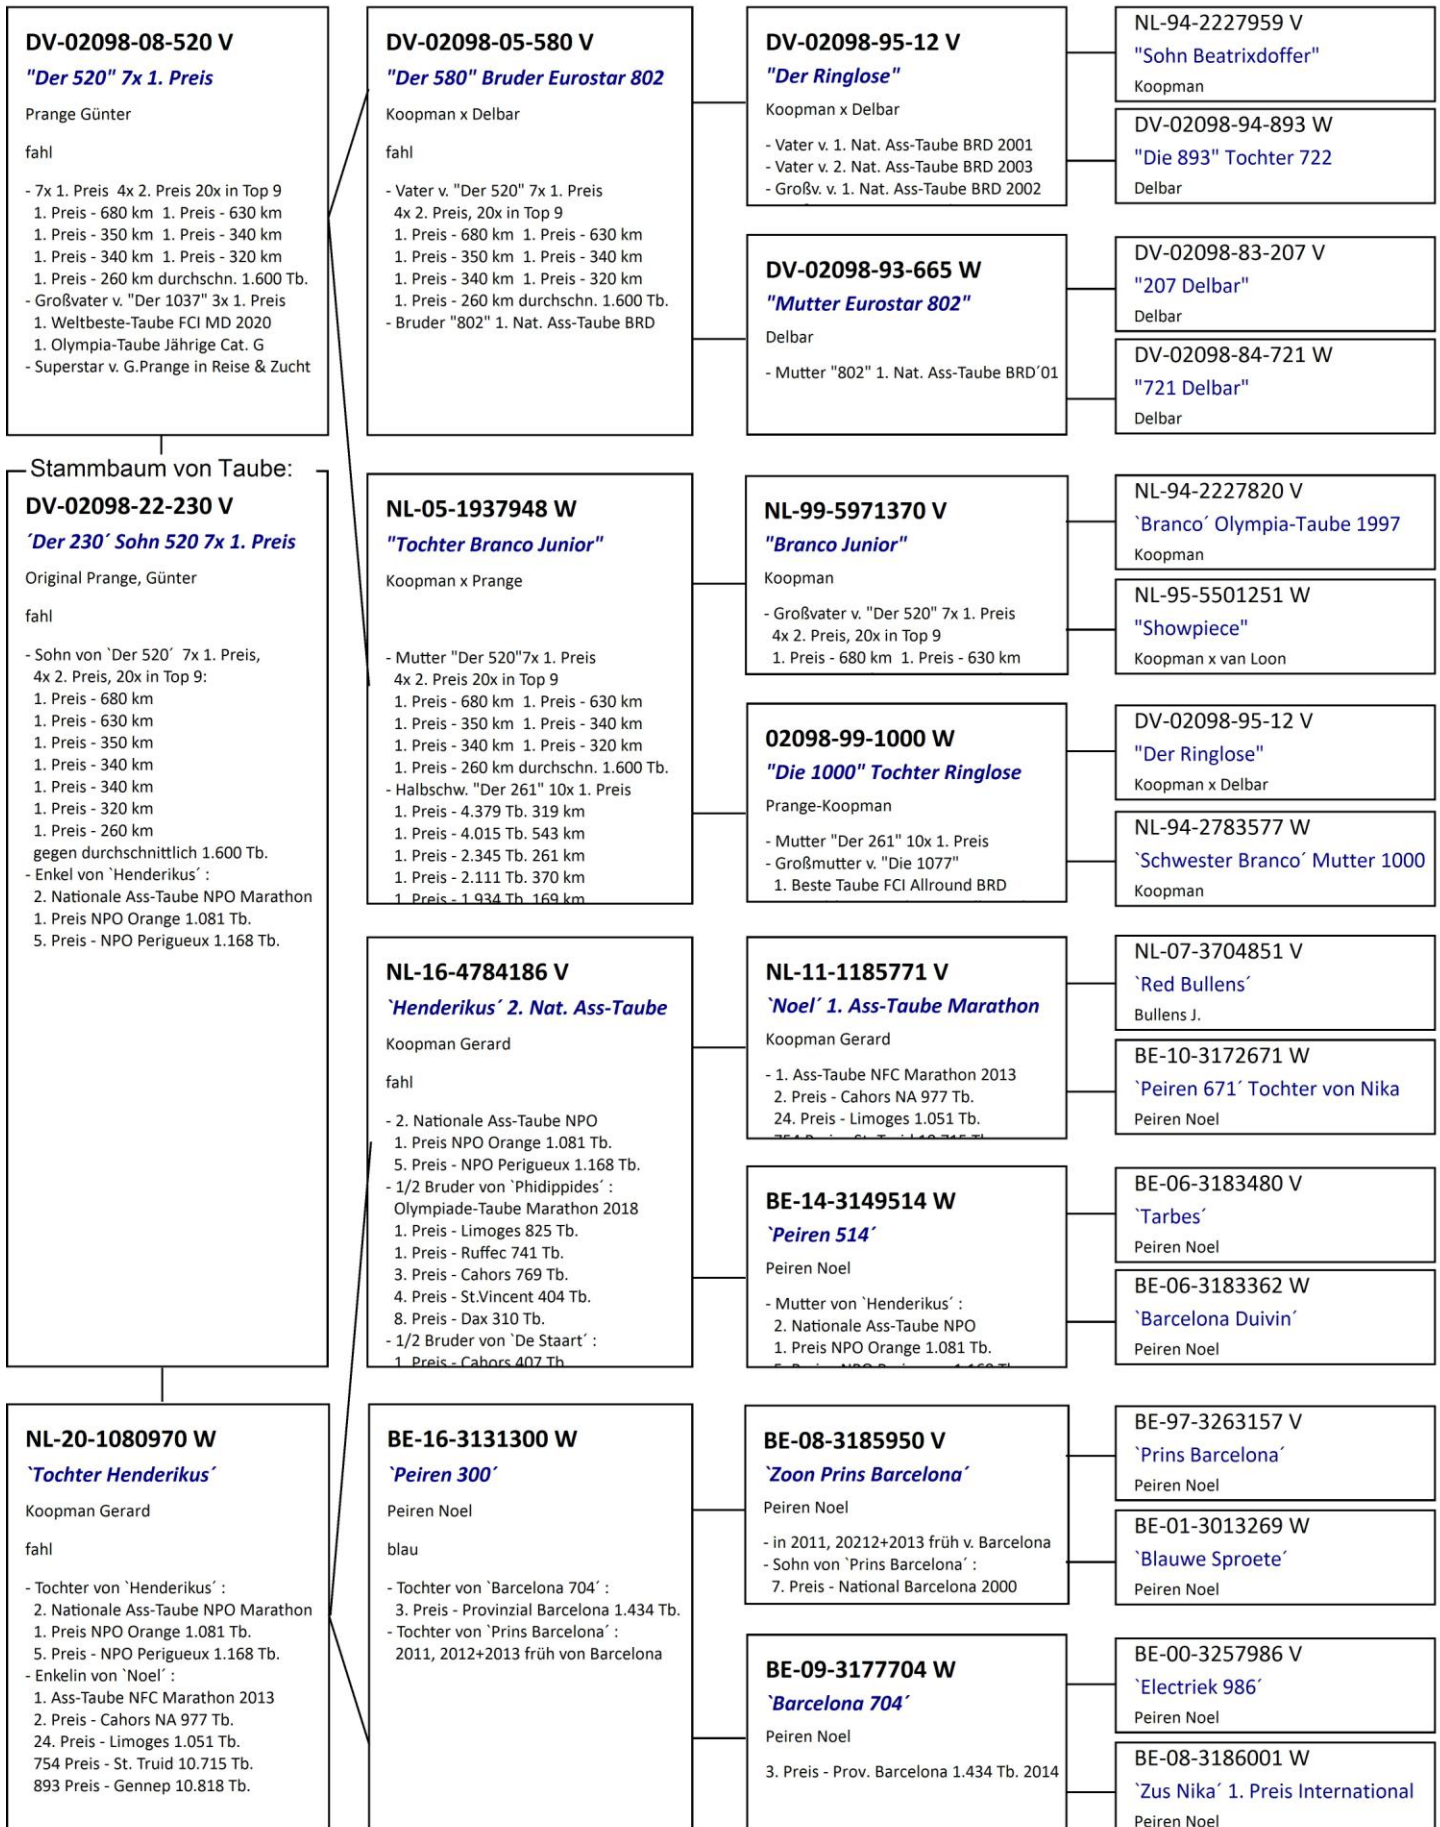 DV-02098-08-520 V
"Der 520" 7x 1. Preis
Prange Günter
fahl
- 7x 1. Preis 4x 2. Preis 20x in Top 9
1. Preis - 680 km 1. Preis - 630 km
1. Preis - 350 km 1. Preis - 340 km
1. Preis - 340 km 1. Preis - 320 km
1. Preis - 260 km durchschn. 1.600 Tb.
- Großvater v. "Der 1037" 3x 1. Preis
1. Weltbeste-Taube FCI MD 2020
1. Olympia-Taube Jährige Cat. G
- Superstar v. G.Prange in Reise & Zucht
Stammbaum von Taube:
DV-02098-22-230 V
´Der 230´ Sohn 520 7x 1. Preis
Original Prange, Günter
fahl
- Sohn von `Der 520´ 7x 1. Preis,
4x 2. Preis, 20x in Top 9:
1. Preis - 680 km
1. Preis - 630 km
1. Preis - 350 km
1. Preis - 340 km
1. Preis - 340 km
1. Preis - 320 km
1. Preis - 260 km
gegen durchschnittlich 1.600 Tb.
- Enkel von `Henderikus´ :
2. Nationale Ass-Taube NPO Marathon
1. Preis NPO Orange 1.081 Tb.
5. Preis - NPO Perigueux 1.168 Tb.
NL-20-1080970 W
`Tochter Henderikus´
Koopman Gerard
fahl
- Tochter von `Henderikus´ :
2. Nationale Ass-Taube NPO Marathon
1. Preis NPO Orange 1.081 Tb.
5. Preis - NPO Perigueux 1.168 Tb.
- Enkelin von `Noel´ :
1. Ass-Taube NFC Marathon 2013
2. Preis - Cahors NA 977 Tb.
24. Preis - Limoges 1.051 Tb.
754 Preis - St. Truid 10.715 Tb.
893 Preis - Gennep 10.818 Tb.
DV-02098-05-580 V
"Der 580" Bruder Eurostar 802
Koopman x Delbar
fahl
- Vater v. "Der 520" 7x 1. Preis
4x 2. Preis, 20x in Top 9
1. Preis - 680 km 1. Preis - 630 km
1. Preis - 350 km 1. Preis - 340 km
1. Preis - 340 km 1. Preis - 320 km
1. Preis - 260 km durchschn. 1.600 Tb.
- Bruder "802" 1. Nat. Ass-Taube BRD
NL-05-1937948 W
"Tochter Branco Junior"
Koopman x Prange
- Mutter "Der 520"7x 1. Preis
4x 2. Preis 20x in Top 9
1. Preis - 680 km 1. Preis - 630 km
1. Preis - 350 km 1. Preis - 340 km
1. Preis - 340 km 1. Preis - 320 km
1. Preis - 260 km durchschn. 1.600 Tb.
- Halbschw. "Der 261" 10x 1. Preis
1. Preis - 4.379 Tb. 319 km
1. Preis - 4.015 Tb. 543 km
1. Preis - 2.345 Tb. 261 km
1. Preis - 2.111 Tb. 370 km
1. Preis - 1.934 Tb. 169 km
NL-16-4784186 V
`Henderikus´ 2. Nat. Ass-Taube
Koopman Gerard
fahl
- 2. Nationale Ass-Taube NPO
1. Preis NPO Orange 1.081 Tb.
5. Preis - NPO Perigueux 1.168 Tb.
- 1/2 Bruder von `Phidippides´ :
Olympiade-Taube Marathon 2018
1. Preis - Limoges 825 Tb.
1. Preis - Ruffec 741 Tb.
3. Preis - Cahors 769 Tb.
4. Preis - St.Vincent 404 Tb.
8. Preis - Dax 310 Tb.
- 1/2 Bruder von `De Staart´ :
1. Preis - Cahors 407 Tb
BE-16-3131300 W
`Peiren 300´
Peiren Noel
blau
- Tochter von `Barcelona 704´ :
3. Preis - Provinzial Barcelona 1.434 Tb.
- Tochter von `Prins Barcelona´ :
2011, 2012+2013 früh von Barcelona
DV-02098-95-12 V
"Der Ringlose"
Koopman x Delbar
- Vater v. 1. Nat. Ass-Taube BRD 2001
- Vater v. 2. Nat. Ass-Taube BRD 2003
- Großv. v. 1. Nat. Ass-Taube BRD 2002
DV-02098-93-665 W
"Mutter Eurostar 802"
Delbar
- Mutter "802" 1. Nat. Ass-Taube BRD´01
NL-99-5971370 V
"Branco Junior"
Koopman
- Großvater v. "Der 520" 7x 1. Preis
4x 2. Preis, 20x in Top 9
1. Preis - 680 km 1. Preis - 630 km
02098-99-1000 W
"Die 1000" Tochter Ringlose
Prange-Koopman
- Mutter "Der 261" 10x 1. Preis
- Großmutter v. "Die 1077"
1. Beste Taube FCI Allround BRD
NL-11-1185771 V
`Noel´ 1. Ass-Taube Marathon
Koopman Gerard
- 1. Ass-Taube NFC Marathon 2013
2. Preis - Cahors NA 977 Tb.
24. Preis - Limoges 1.051 Tb.
BE-14-3149514 W
`Peiren 514´
Peiren Noel
- Mutter von `Henderikus´ :
2. Nationale Ass-Taube NPO
1. Preis NPO Orange 1.081 Tb.
BE-08-3185950 V
`Zoon Prins Barcelona´
Peiren Noel
- in 2011, 20212+2013 früh v. Barcelona
- Sohn von `Prins Barcelona´ :
7. Preis - National Barcelona 2000
BE-09-3177704 W
`Barcelona 704´
Peiren Noel
3. Preis - Prov. Barcelona 1.434 Tb. 2014
NL-94-2227959 V
"Sohn Beatrixdoffer"
Koopman
DV-02098-94-893 W
"Die 893" Tochter 722
Delbar
DV-02098-83-207 V
"207 Delbar"
Delbar
DV-02098-84-721 W
"721 Delbar"
Delbar
NL-94-2227820 V
`Branco´ Olympia-Taube 1997
Koopman
NL-95-5501251 W
"Showpiece"
Koopman x van Loon
DV-02098-95-12 V
"Der Ringlose"
Koopman x Delbar
NL-94-2783577 W
`Schwester Branco´ Mutter 1000
Koopman
NL-07-3704851 V
`Red Bullens´
Bullens J.
BE-10-3172671 W
`Peiren 671´ Tochter von Nika
Peiren Noel
BE-06-3183480 V
`Tarbes´
Peiren Noel
BE-06-3183362 W
`Barcelona Duivin´
Peiren Noel
BE-97-3263157 V
`Prins Barcelona´
Peiren Noel
BE-01-3013269 W
`Blauwe Sproete´
Peiren Noel
BE-00-3257986 V
`Electriek 986´
Peiren Noel
BE-08-3186001 W
`Zus Nika´ 1. Preis International
Peiren Noel